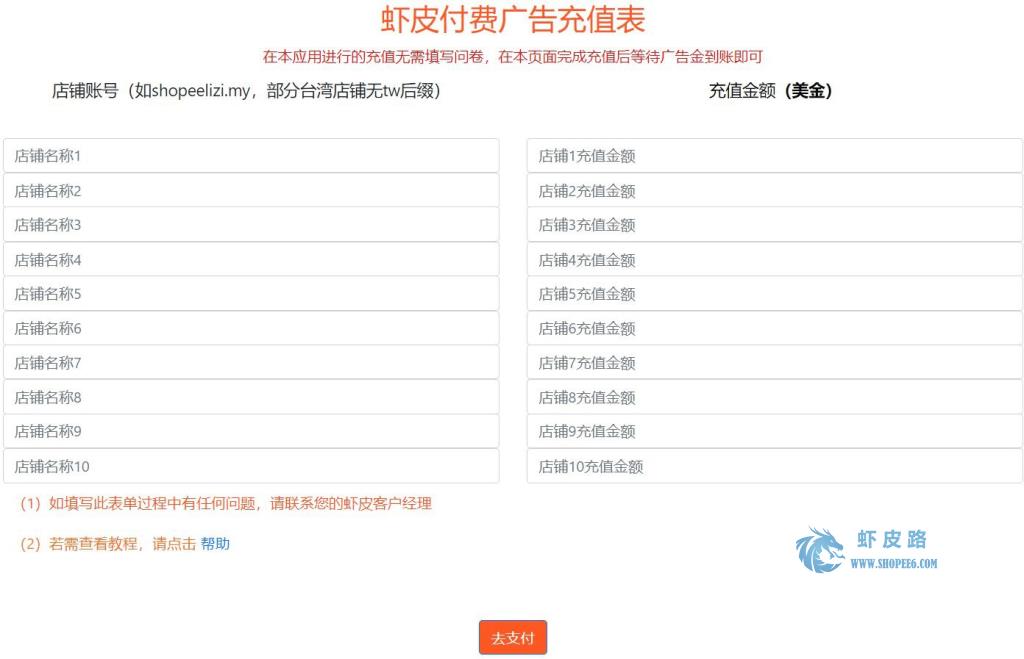 虾皮付费广告充值表
在本应用进行的充值无需填写问卷，在本页面完成充值后等待广告金到账即可
店铺账号（如shopeelizi.my，部分台湾店铺无tw后缀） 充值金额（美金）
店铺名称1 店铺1充值金额
店铺名称2 店铺2充值金额
店铺名称3 店铺3充值金额
店铺名称4 店铺4充值金额
店铺名称5 店铺5充值金额
店铺名称6 店铺6充值金额
店铺名称7 店铺7充值金额
店铺名称8 店铺8充值金额
店铺名称9 店铺9充值金额
店铺名称10 店铺10充值金额
（1）如填写此表单过程中有任何问题，请联系您的虾皮客户经理
（2）若需查看教程，请点击 帮助
虾皮路
WWW.SHOPEE6.COM
去支付